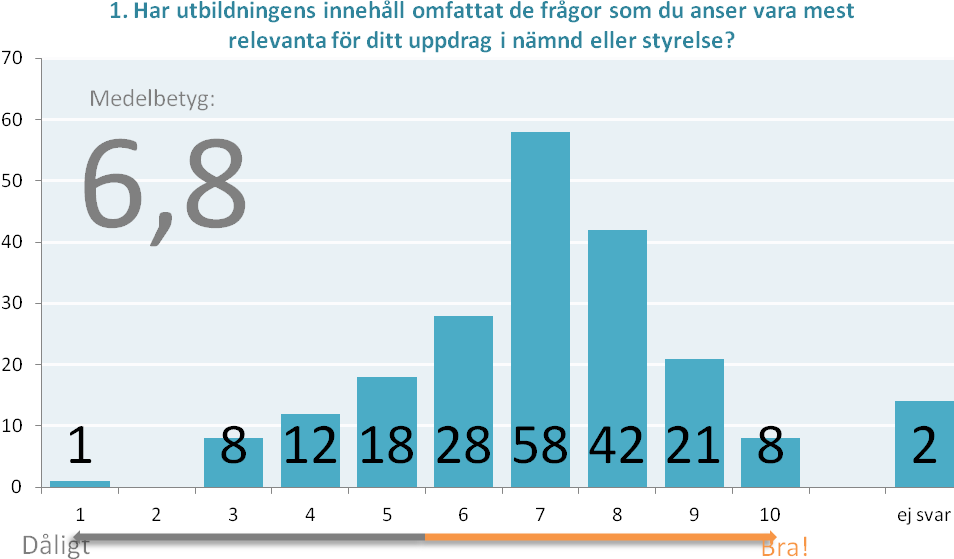 1. Har utbildningens innehåll omfattat de frågor som du anser vara mest
relevanta för ditt uppdrag i nämnd eller styrelse?
Medelbetyg:
6,8
70
60
50
40
30
20
10
0
1 8 12 18 28 58 42 21 8 2
1 2 3 4 5 6 7 8 9 10 ej svar
Dåligt Bra!